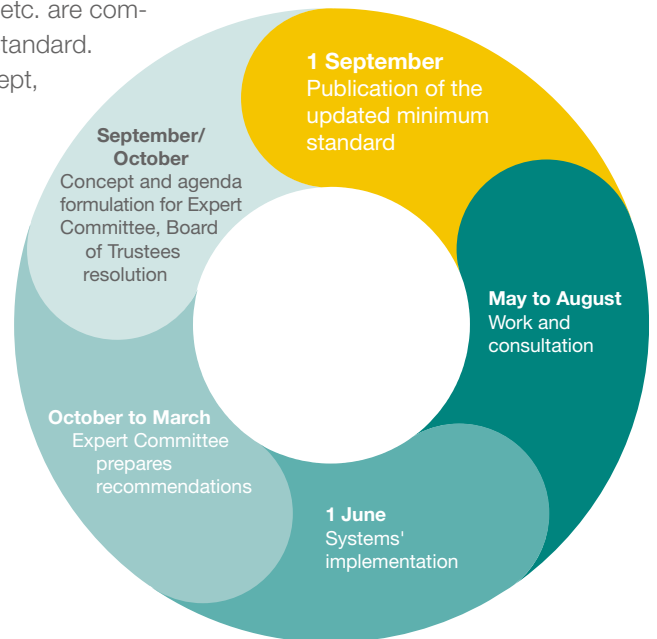 etc. are com-
tandard.
ept,
1 September
Publication of the
updated minimum
standard
May to August
Work and
consultation
1 June
Systems'
implementation
October to March
Expert Committee
prepares
recommendations
September/
October
Concept and agenda
formulation for Expert
Committee, Board
of Trustees
resolution